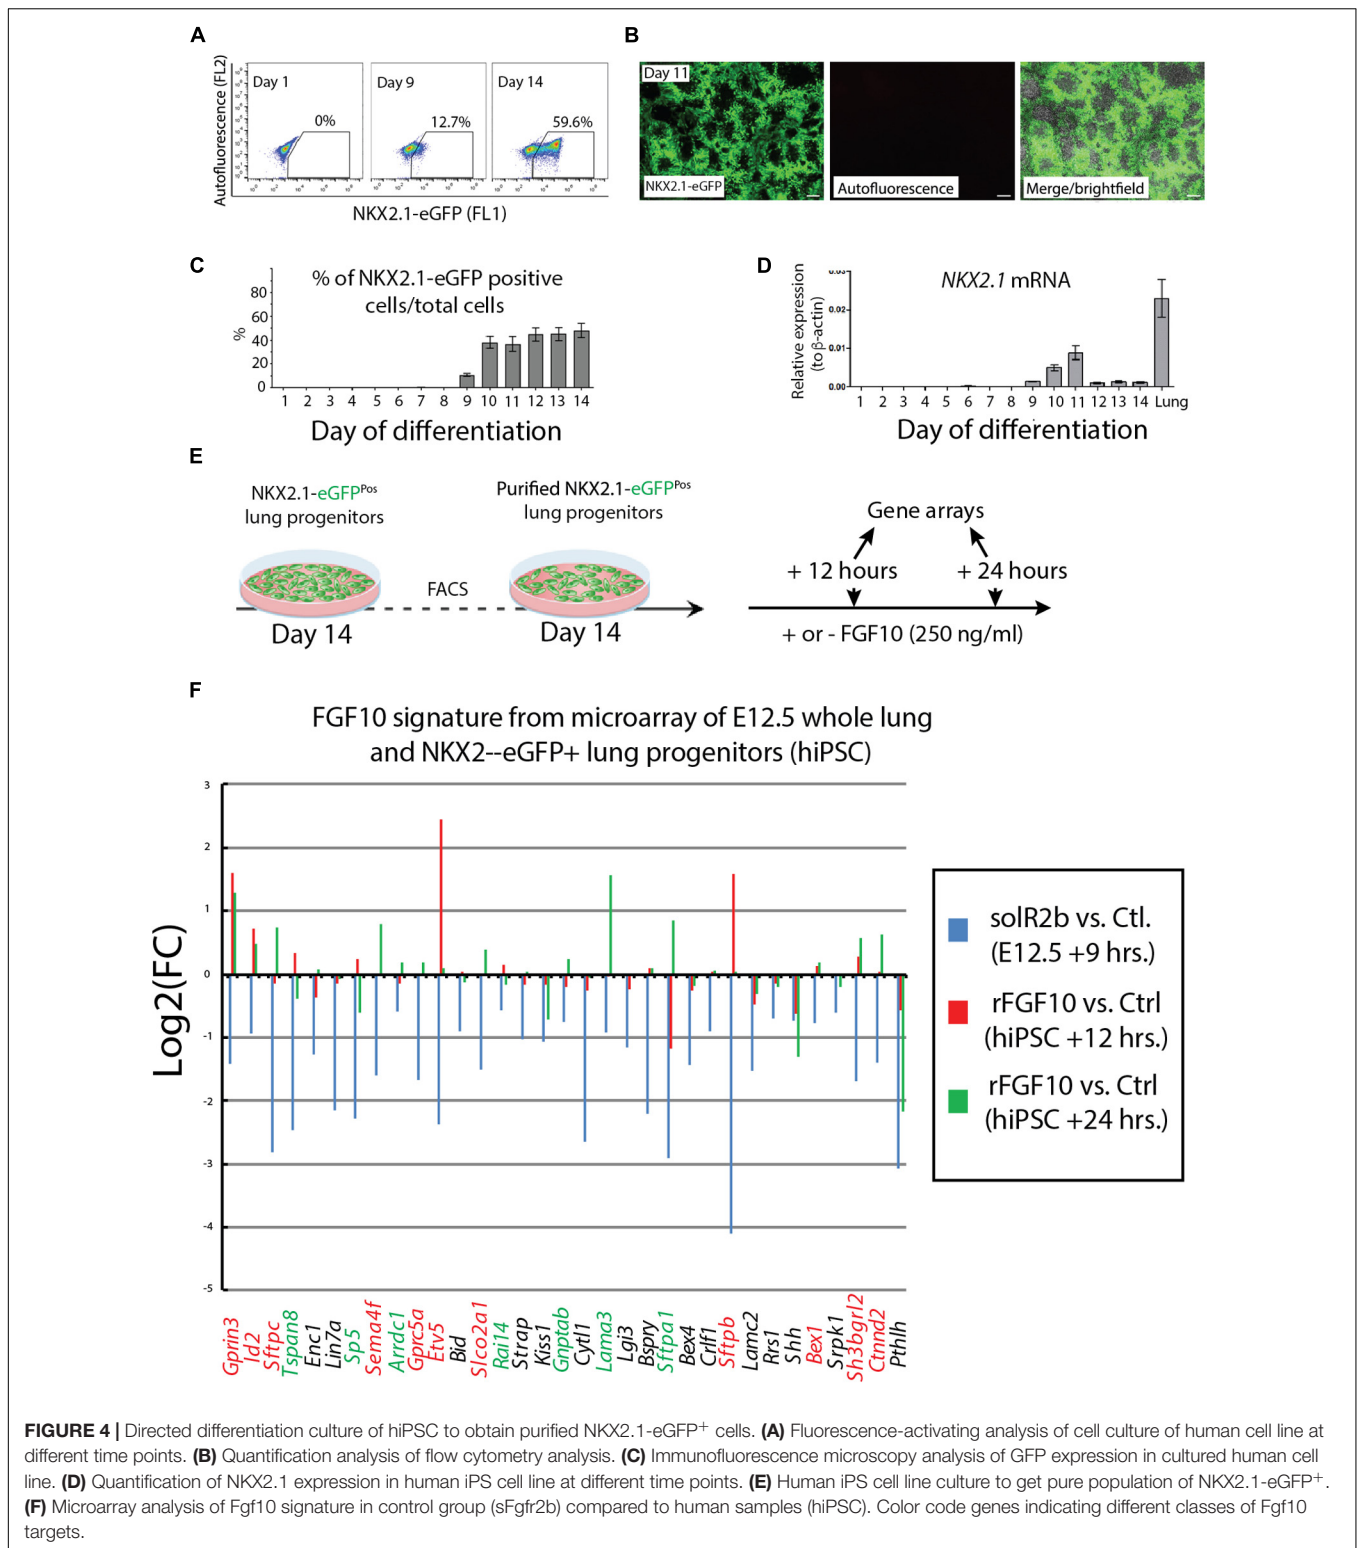 A
Autofluorescence (FL2)
Day 1
0%
Day 9
12.7%
Day 14
59.6%
NKX2.1-eGFP (FL1)
B
Day 11
NKX2.1-eGFP
Autofluorescence
Merge/brightfield
C
% of NKX2.1-eGFP positive
cells/total cells
%
80
60
40
20
0
1 2 3 4 5 6 7 8 9 10 11 12 13 14
Day of differentiation
D
NKX2.1 mRNA
Relative expression
(to β-actin)
0.03
0.02
0.01
0.00
1 2 3 4 5 6 7 8 9 10 11 12 13 14 Lung
Day of differentiation
E
NKX2.1-eGFPPos
lung progenitors
Day 14
FACS
Purified NKX2.1-eGFPPos
lung progenitors
Day 14
Gene arrays
+ 12 hours
+ 24 hours
+ or - FGF10 (250 ng/ml)
F
FGF10 signature from microarray of E12.5 whole lung
and NKX2--eGFP+ lung progenitors (hiPSC)
Log2(FC)
3
2
1
0
-1
-2
-3
-4
-5
Gprin3
Id2
Sftpc
Tspan8
Enc1
Lin7a
Sp5
Sema4f
Arrdc1
Gprc5a
Etv5
Bid
Slco2a1
Rai14
Strap
Kiss1
Gnptab
Cytl1
Lama3
Lgi3
Bspry
Sftpa1
Bex4
Crlf1
Sftpb
Lamc2
Rrs1
Shh
Bex1
Srpk1
Sh3bgrl2
Ctnnd2
Pthlh
solR2b vs. Ctl.
(E12.5 +9 hrs.)
rFGF10 vs. Ctrl
(hiPSC +12 hrs.)
rFGF10 vs. Ctrl
(hiPSC +24 hrs.)
FIGURE 4 | Directed differentiation culture of hiPSC to obtain purified NKX2.1-eGFP+ cells. (A) Fluorescence-activating analysis of cell culture of human cell line at
different time points. (B) Quantification analysis of flow cytometry analysis. (C) Immunofluorescence microscopy analysis of GFP expression in cultured human cell
line. (D) Quantification of NKX2.1 expression in human iPS cell line at different time points. (E) Human iPS cell line culture to get pure population of NKX2.1-eGFP+.
(F) Microarray analysis of Fgf10 signature in control group (sFgfr2b) compared to human samples (hiPSC). Color code genes indicating different classes of Fgf10
targets.